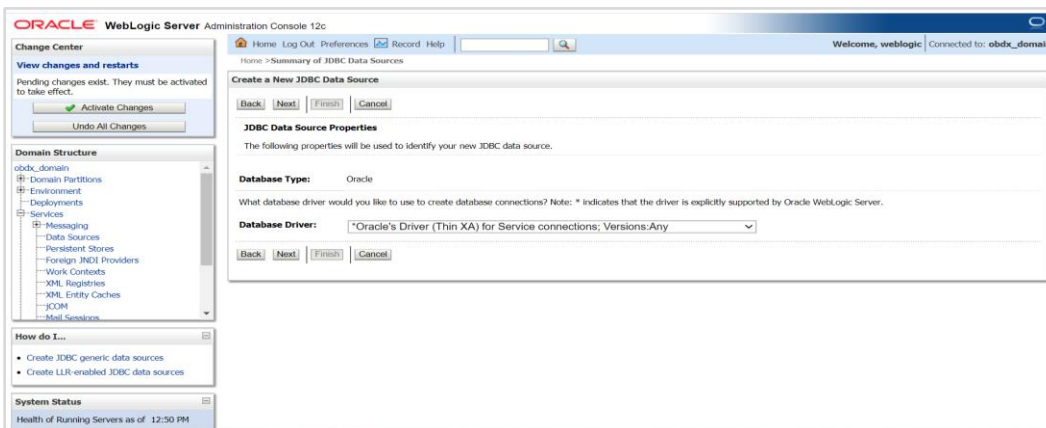 ORACLE WebLogic Server Administration Console 12c
Change Center
View changes and restarts
Pending changes exist. They must be activated
to take effect.
Activate Changes
Undo All Changes
Domain Structure
obdx_domain
Domain Partitions
Environment
Deployments
Services
Messaging
Data Sources
Persistent Stores
Foreign JNDI Providers
Work Contexts
XML Registries
XML Entity Caches
jCOM
Mail Sessions
How do I...
Create JDBC generic data sources
Create LLR-enabled JDBC data sources
System Status
Health of Running Servers as of 12:50 PM
Home Log Out Preferences Record Help
Welcome, weblogic Connected to: obdx_domai
Home >Summary of JDBC Data Sources
Create a New JDBC Data Source
Back Next Finish Cancel
JDBC Data Source Properties
The following properties will be used to identify your new JDBC data source.
Database Type: Oracle
What database driver would you like to use to create database connections? Note: * indicates that the driver is explicitly supported by Oracle WebLogic Server.
Database Driver: *Oracle's Driver (Thin XA) for Service connections; Versions:Any
Back Next Finish Cancel